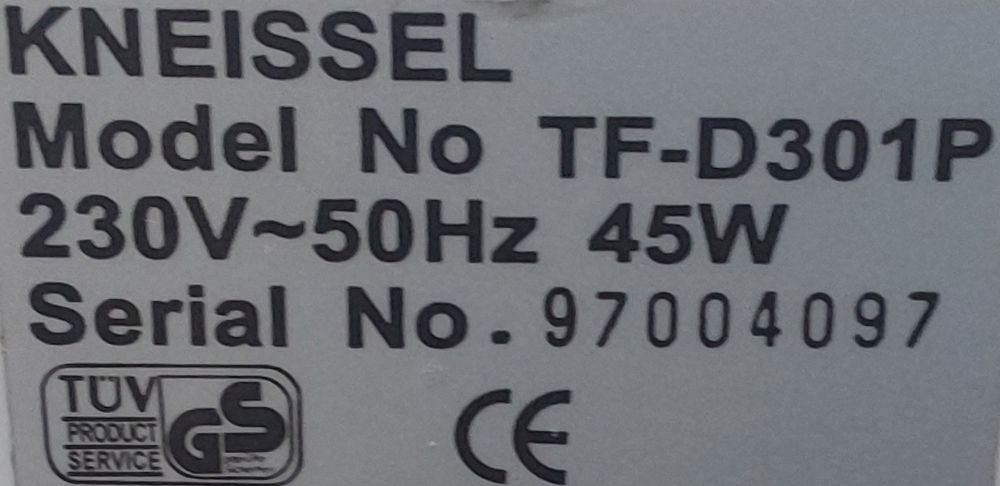 KNEISSEL
Model No TF-D301P
230V~50Hz 45W
Serial No. 97004097
TÜV
PRODUCT
SERVICE
GS
CE